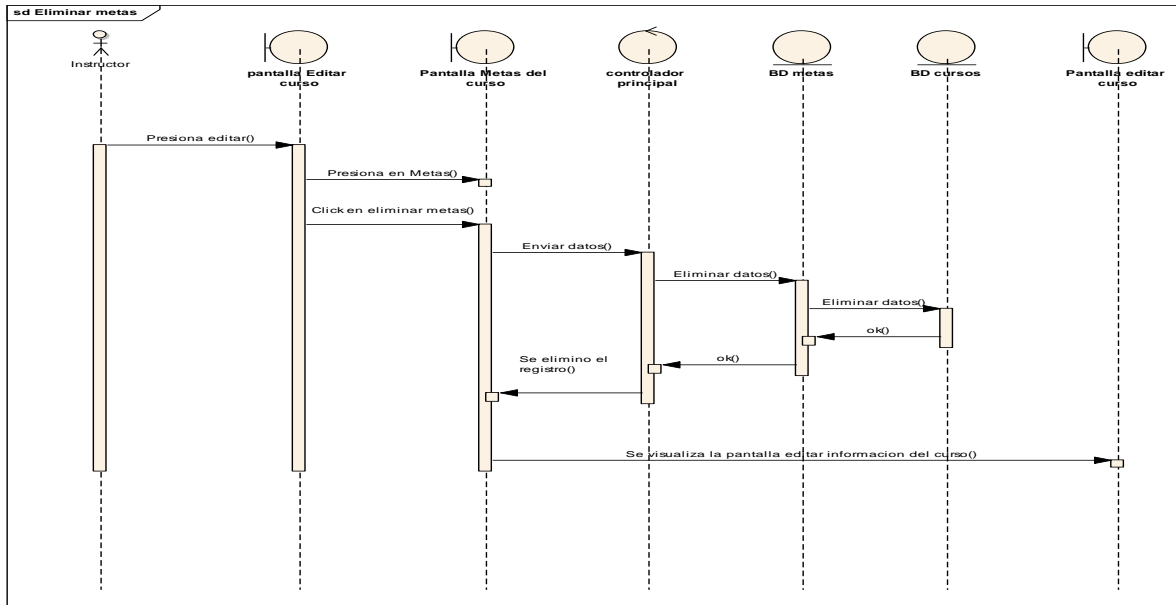 sd Eliminar metas
Instructor
pantalla Editar
curso
Pantalla Metas del
curso
controlador
principal
BD metas
BD cursos
Pantalla editar
curso
Presiona editar()
Presiona en Metas()
Click en eliminar metas()
Enviar datos()
Eliminar datos()
Eliminar datos()
ok()
ok()
Se elimino el
registro()
Se visualiza la pantalla editar informacion del curso()